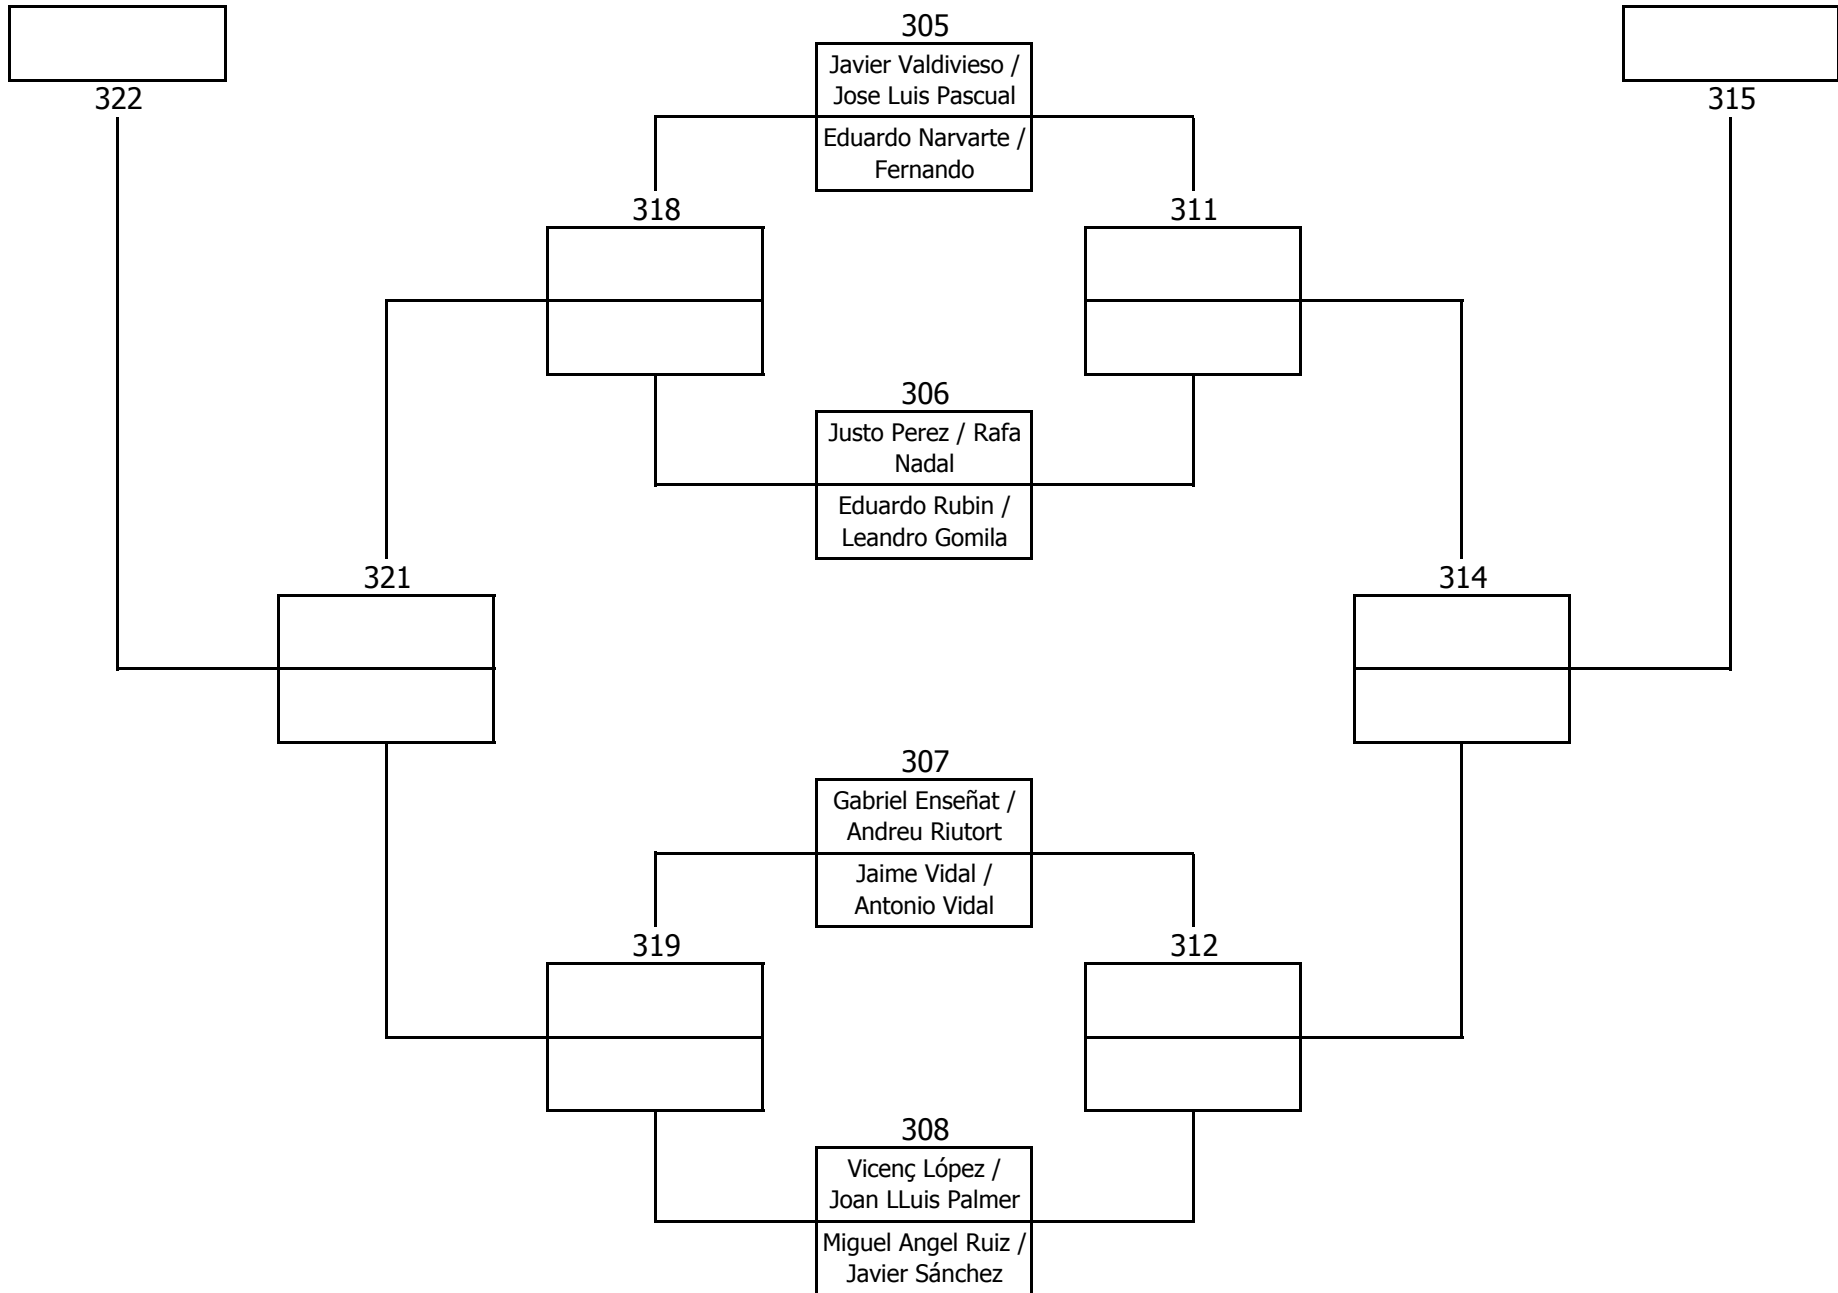 305
Javier Valdivieso /
Jose Luis Pascual
322
315
Eduardo Narvarte /
Fernando
318
311
306
Justo Perez / Rafa
Nadal
Eduardo Rubin /
Leandro Gomila
321
314
307
Gabriel Enseñat /
Andreu Riutort
Jaime Vidal /
Antonio Vidal
319
312
308
Vicenç López /
Joan LLuis Palmer
Miguel Angel Ruiz /
Javier Sánchez